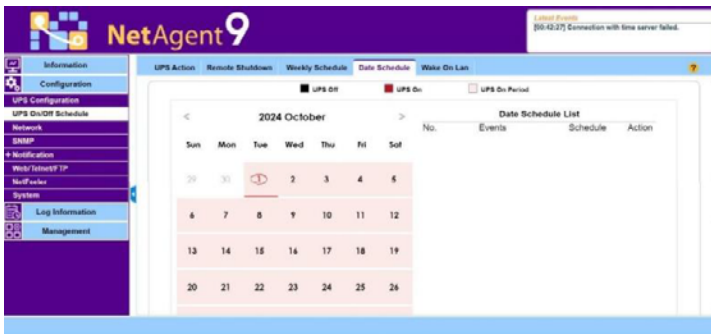 NetAgent 9
Latest Events
[00:42:37] Connection with time server failed.
Information
Configuration
UPS Configuration
UPS On/Off Schedule
Network
SNMP
+ Notification
Web/Telnet/FTP
NetFeeler
System
Log Information
Management
UPS Action Remote Shutdown Weekly Schedule Date Schedule Wake On Lan ?
UPS Off UPS On UPS On Period
< 2024 October >
Sun Mon Tue Wed Thu Fri Sat
29 30 1 2 3 4 5
6 7 8 9 10 11 12
13 14 15 16 17 18 19
20 21 22 23 24 25 26
Date Schedule List
No. Events Schedule Action